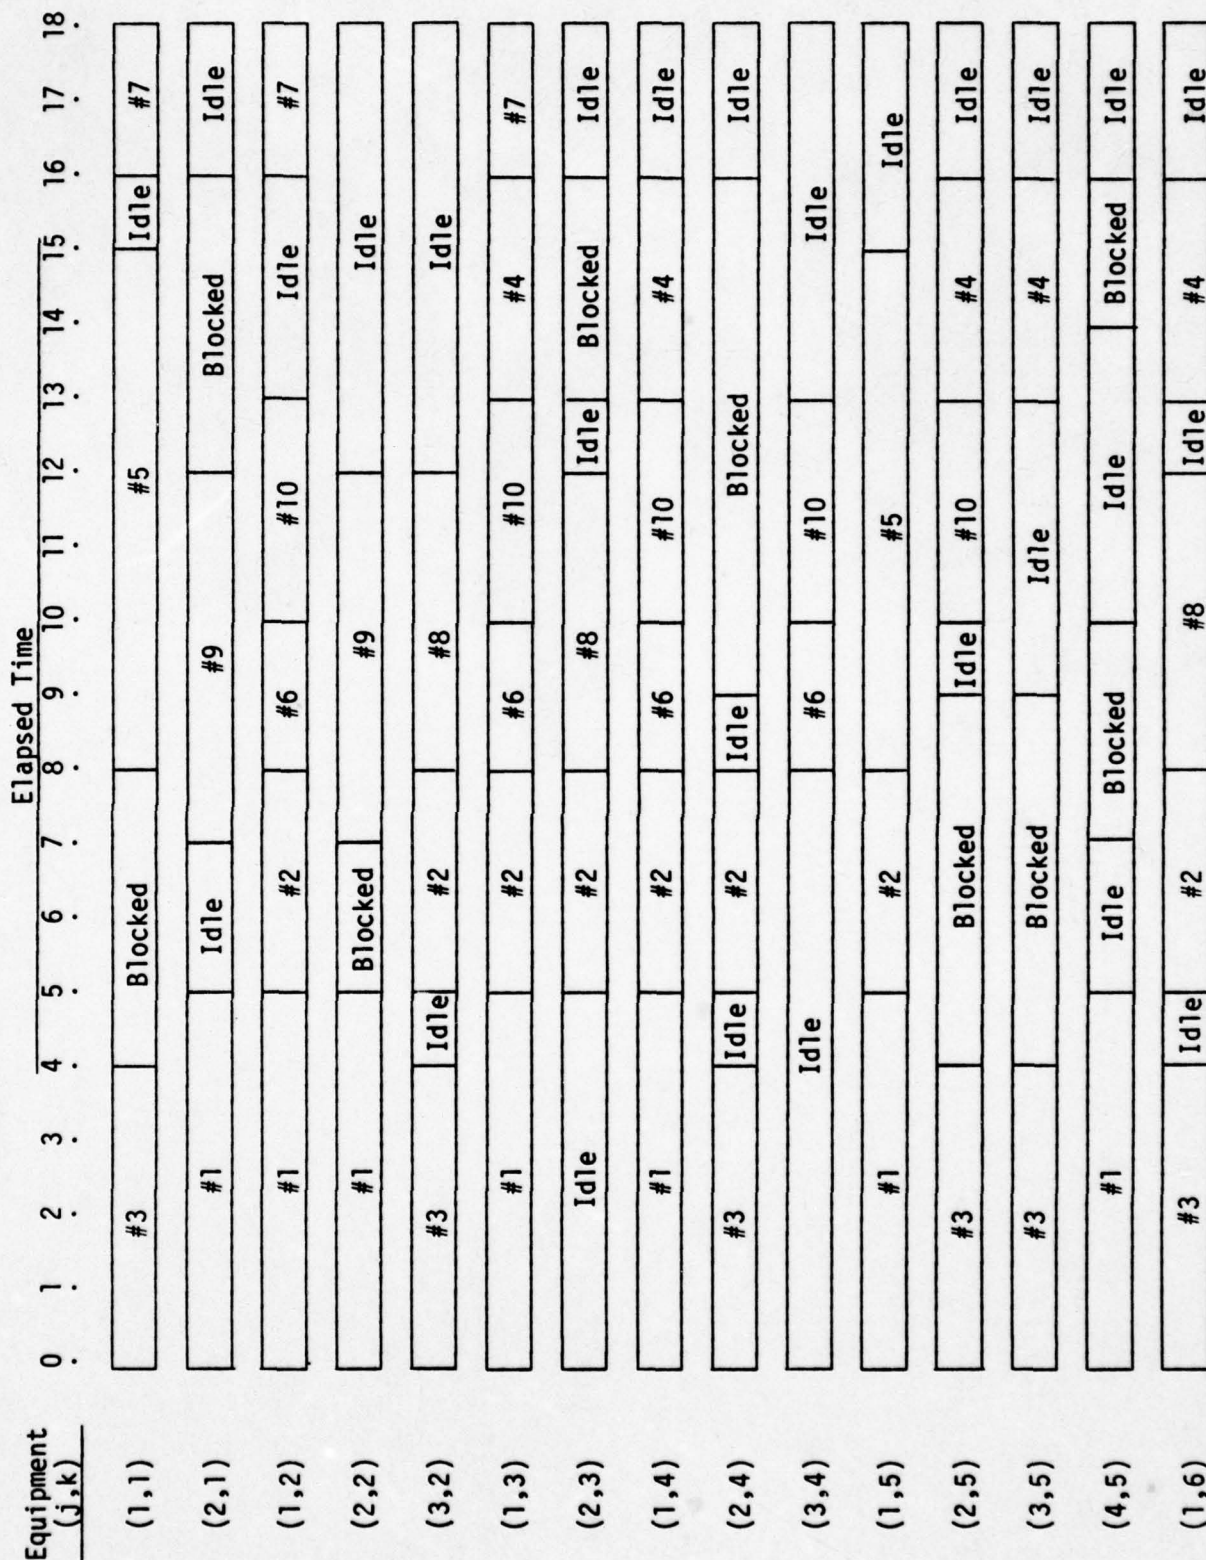 Elapsed Time
Equipment (j,k) 0 1 2 3 4 5 6 7 8 9 10 11 12 13 14 15 16 17 18
(1,1) #3 Blocked #5 Idle #7
(2,1) #1 Idle #9 Blocked Idle
(1,2) #1 #2 #6 #10 Idle #7
(2,2) #1 Blocked #9 Idle
(3,2) #3 Idle #2 #8 Idle
(1,3) #1 #2 #6 #10 #4 #7
(2,3) Idle #2 #8 Idle Blocked Idle
(1,4) #1 #2 #6 #10 #4 Idle
(2,4) #3 Idle #2 Idle Blocked Idle
(3,4) Idle #6 #10 Idle
(1,5) #1 #2 #5 Idle
(2,5) #3 Blocked Idle #10 #4 Idle
(3,5) #3 Blocked Idle #4 Idle
(4,5) #1 Idle Blocked Idle Blocked Idle
(1,6) #3 Idle #2 #8 Idle #4 Idle